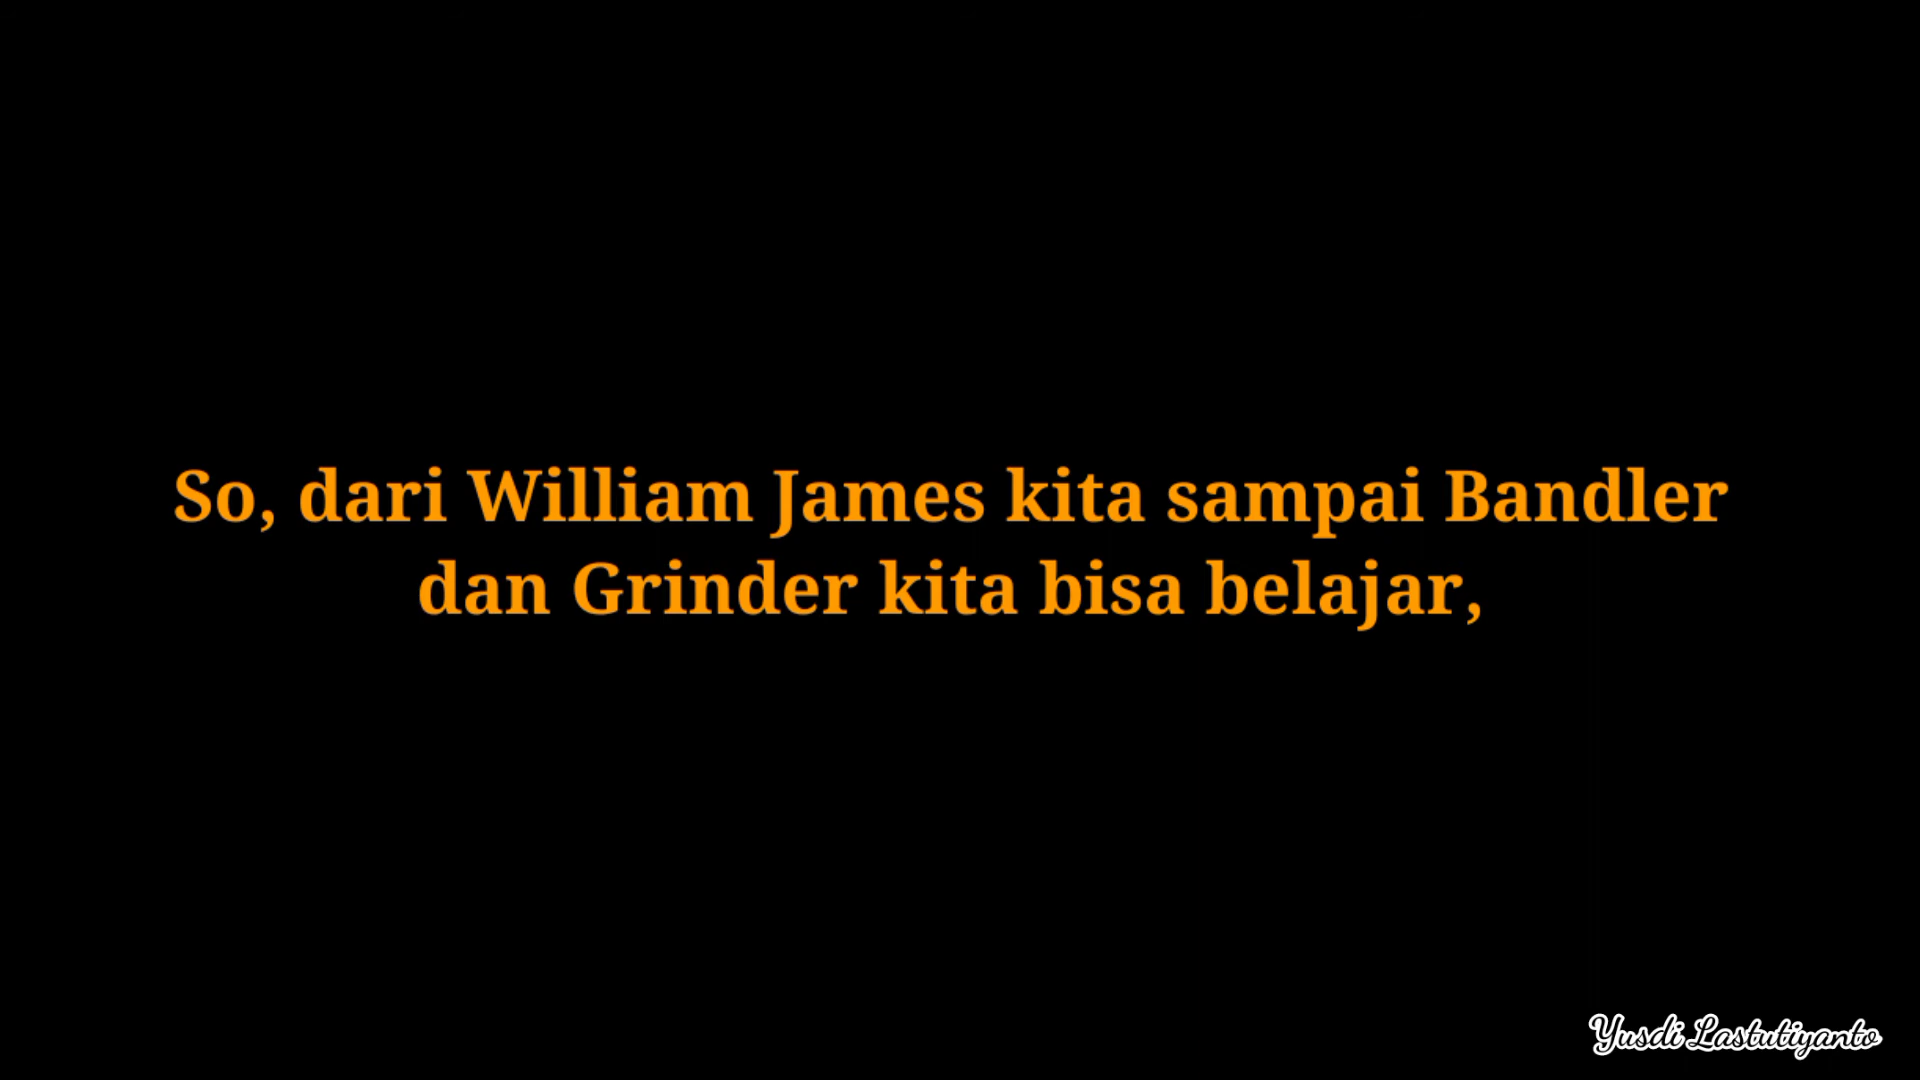 So, dari William James kita sampai Bandler
dan Grinder kita bisa belajar,
Yusdi Lastutiyanto